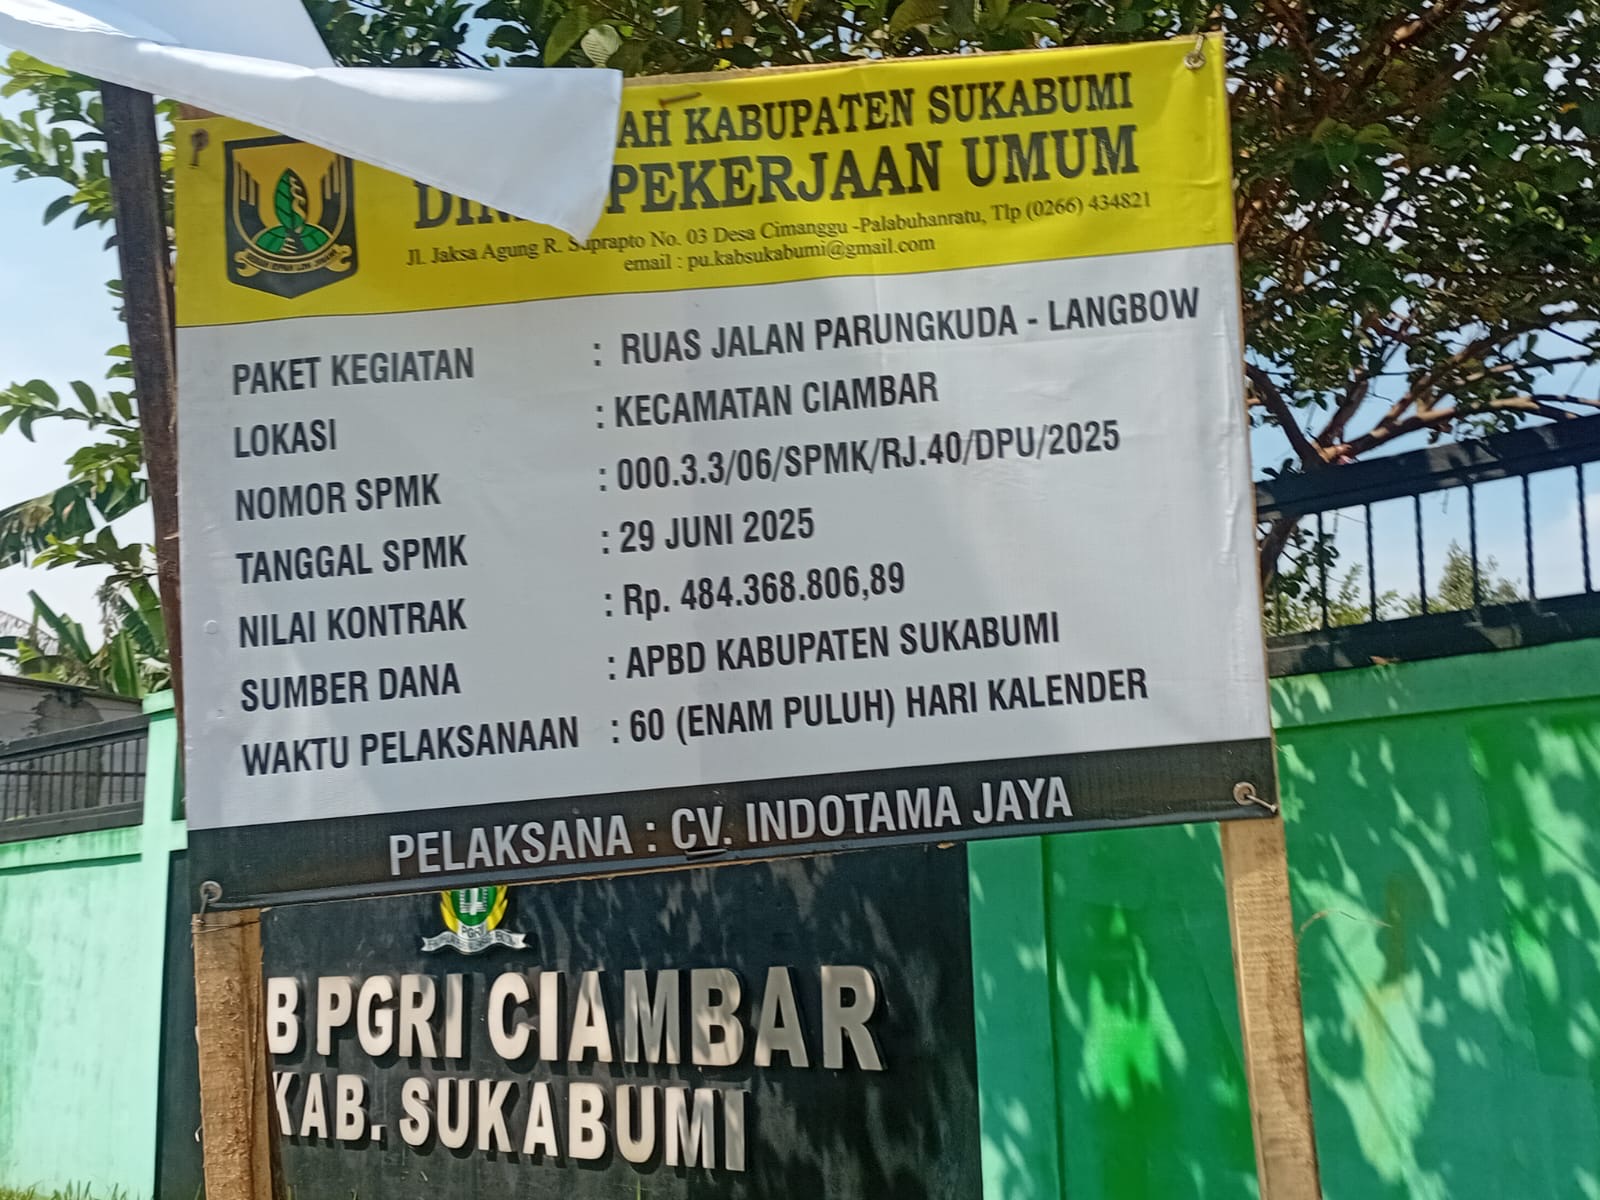 AH KABUPATEN SUKABUMI
PEKERJAAN UMUM
Jl. Jaksa Agung R. Suprapto No. 03 Desa Cimanggu -Palabuhanratu, Tlp (0266) 434821
email : pu.kabsukabumi@gmail.com
PAKET KEGIATAN : RUAS JALAN PARUNGKUDA - LANGBOW
LOKASI : KECAMATAN CIAMBAR
NOMOR SPMK : 000.3.3/06/SPMK/RJ.40/DPU/2025
TANGGAL SPMK : 29 JUNI 2025
NILAI KONTRAK : Rp. 484.368.806,89
SUMBER DANA : APBD KABUPATEN SUKABUMI
WAKTU PELAKSANAAN : 60 (ENAM PULUH) HARI KALENDER
PELAKSANA : CV. INDOTAMA JAYA
PGRI
B PGRI CIAMBAR
KAB. SUKABUMI